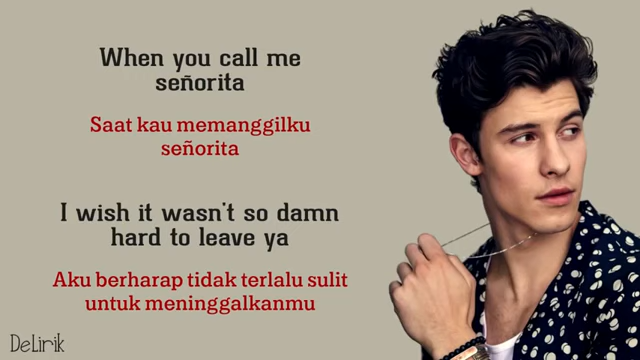 When you call me
señorita
Saat kau memanggilku
señorita
I wish it wasn't so damn
hard to leave ya
Aku berharap tidak terlalu sulit
untuk meninggalkanmu
DeLirik